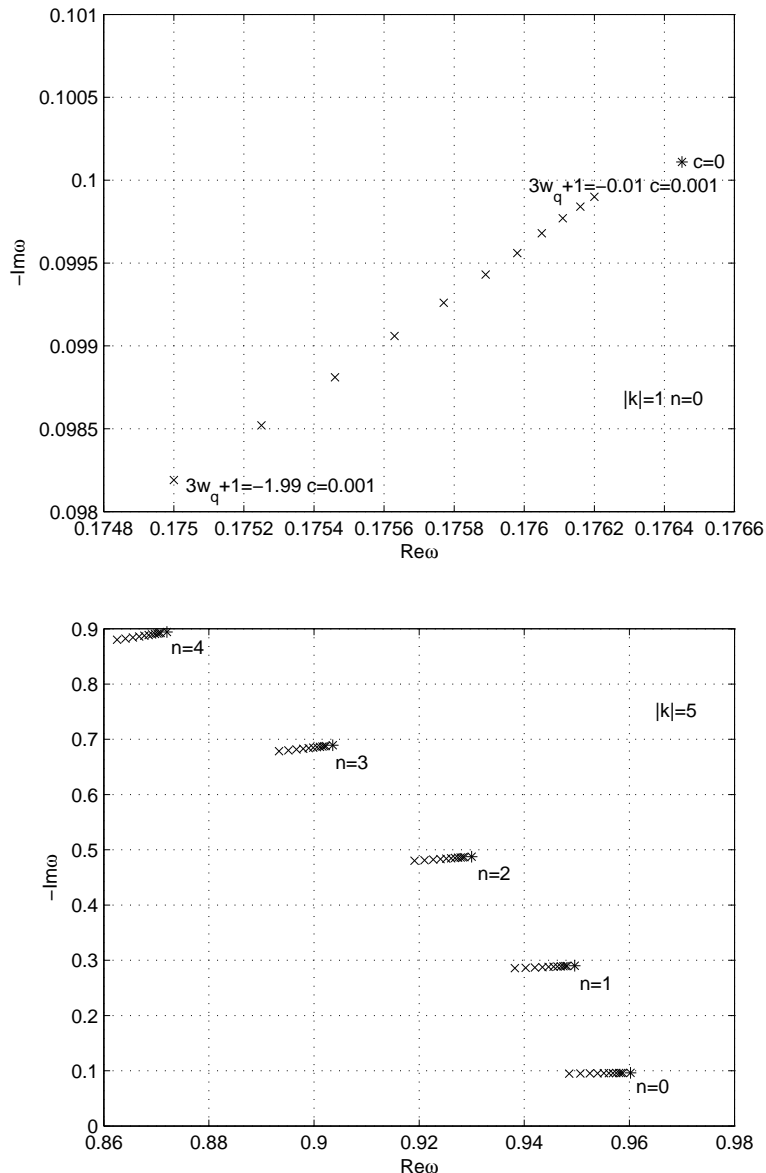 0.101
0.1005
0.1
0.0995
0.099
0.0985
0.098
−Imω
✳ c=0
3w_q+1=−0.01 c=0.001
|k|=1 n=0
3w_q+1=−1.99 c=0.001
0.1748 0.175 0.1752 0.1754 0.1756 0.1758 0.176 0.1762 0.1764 0.1766
Reω
0.9
0.8
0.7
0.6
0.5
0.4
0.3
0.2
0.1
0
−Imω
n=4
|k|=5
n=3
n=2
n=1
n=0
0.86 0.88 0.9 0.92 0.94 0.96 0.98
Reω